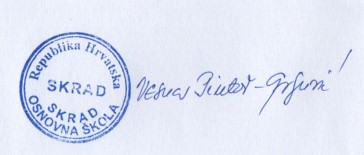 Republika Hrvatska
SKRAD
SKRAD
OSNOVNA ŠKOLA
Vesna